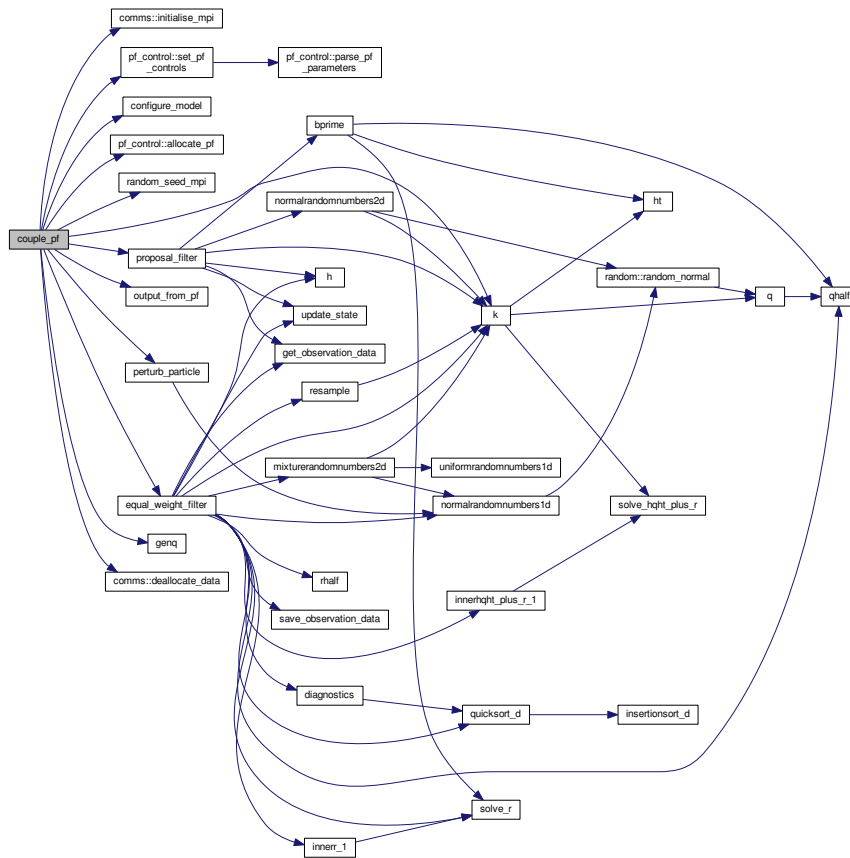 comms::initialise_mpi
pf_control::set_pf
_controls
pf_control::parse_pf
_parameters
configure_model
bprime
pf_control::allocate_pf
random_seed_mpi
normalrandomnumbers2d
ht
couple_pf
proposal_filter
h
random::random_normal
output_from_pf
q
qhalf
update_state
k
get_observation_data
perturb_particle
resample
mixturerandomnumbers2d
uniformrandomnumbers1d
equal_weight_filter
normalrandomnumbers1d
solve_hqht_plus_r
genq
comms::deallocate_data
rhalf
innerhqht_plus_r_1
save_observation_data
diagnostics
quicksort_d
insertionsort_d
solve_r
innerr_1